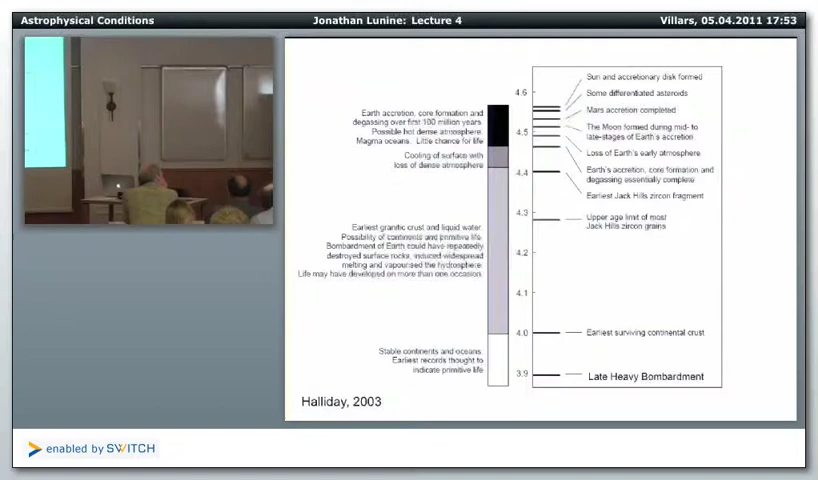 Astrophysical Conditions
Jonathan Lunine: Lecture 4
Villars, 05.04.2011 17:53
Earth accretion, core formation and
degassing over first 100 million years.
Possible hot dense atmosphere.
Magma oceans. Little chance for life
Cooling of surface with
loss of dense atmosphere
Earliest granitic crust and liquid water.
Possibility of continents and primitive life.
Bombardment of Earth could have repeatedly
destroyed surface rocks, induced widespread
melting and vapourised the hydrosphere.
Life may have developed on more than one occasion.
Stable continents and oceans.
Earliest records thought to
indicate primitive life
4.6
4.5
4.4
4.3
4.2
4.1
4.0
3.9
Sun and accretionary disk formed
Some differentiated asteroids
Mars accretion completed
The Moon formed during mid- to
late-stages of Earth's accretion
Loss of Earth's early atmosphere
Earth's accretion, core formation and
degassing essentially complete
Earliest Jack Hills zircon fragment
Upper age limit of most
Jack Hills zircon grains
Earliest surviving continental crust
Late Heavy Bombardment
Halliday, 2003
enabled by SWITCH